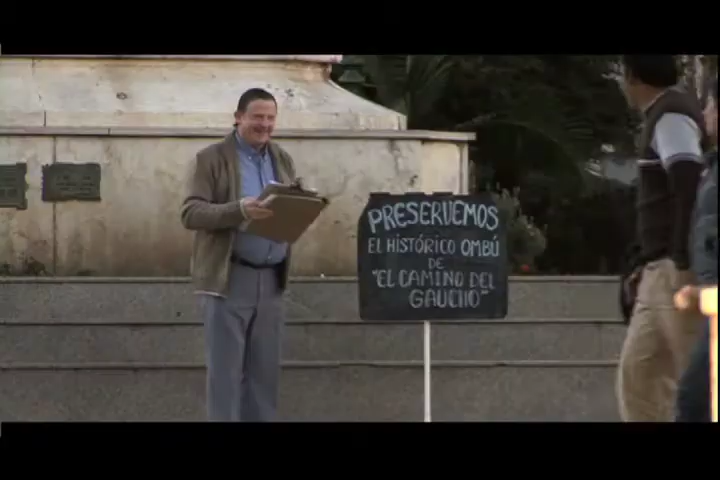 PRESERVEMOS
EL HISTÓRICO OMBÚ
DE
"EL CAMINO DEL
GAUCHO"